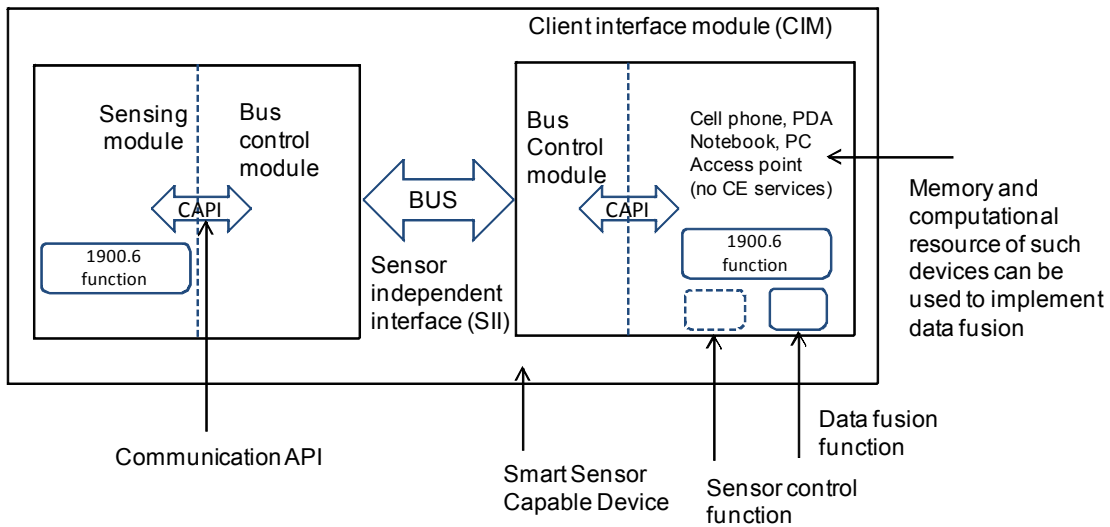 Client interface module (CIM)
Sensing
module
Bus
control
module
CAPI
1900.6
function
BUS
Sensor
independent
interface (SII)
Bus
Control
module
CAPI
Cell phone, PDA
Notebook, PC
Access point
(no CE services)
1900.6
function
Memory and
computational
resource of such
devices can be
used to implement
data fusion
Communication API
Smart Sensor
Capable Device
Sensor control
function
Data fusion
function